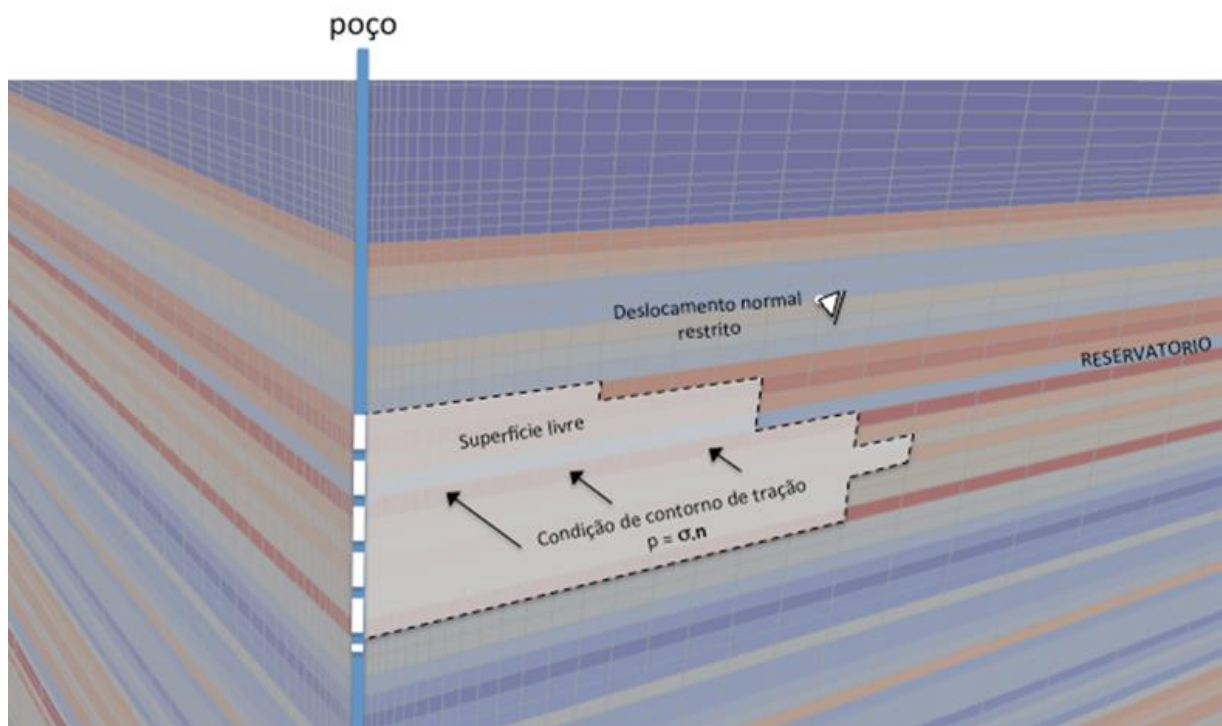 poço
Deslocamento normal
restrito
RESERVATORIO
Superfície livre
Condição de contorno de tração
p = σ.n